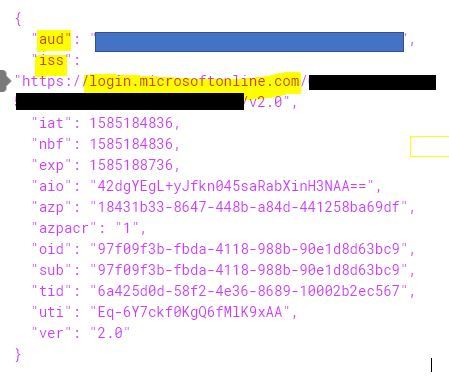 {
"aud": "",
"iss":
"https://login.microsoftonline.com/
/v2.0",
"iat": 1585184836,
"nbf": 1585184836,
"exp": 1585188736,
"aio": "42dgYEgL+yJfkn045saRabXinH3NAA==",
"azp": "18431b33-8647-448b-a84d-441258ba69df",
"azpacr": "1",
"oid": "97f09f3b-fbda-4118-988b-90e1d8d63bc9",
"sub": "97f09f3b-fbda-4118-988b-90e1d8d63bc9",
"tid": "6a425d0d-58f2-4e36-8689-10002b2ec567",
"uti": "Eq-6Y7ckf0KgQ6fMlK9xAA",
"ver": "2.0"
}